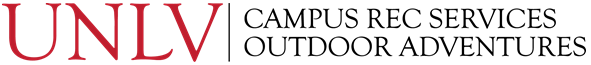 UNLV
CAMPUS REC SERVICES
OUTDOOR ADVENTURES